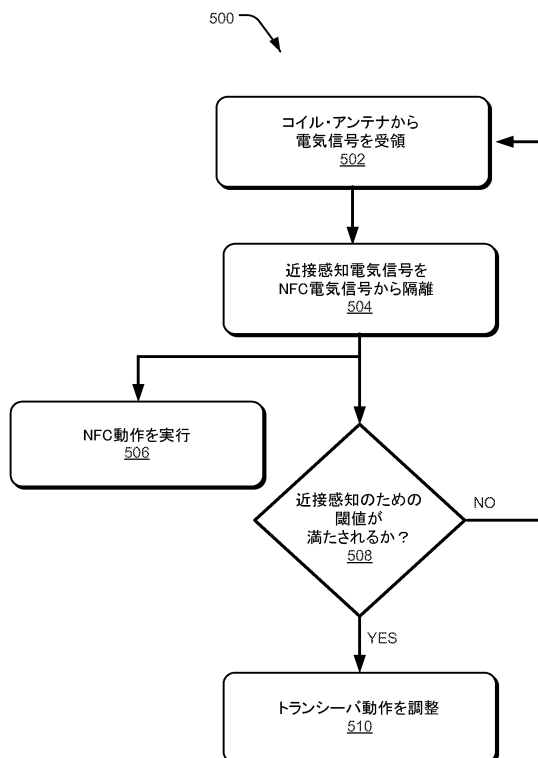 500
コイル・アンテナから
電気信号を受領
502
近接感知電気信号を
NFC電気信号から隔離
504
NFC動作を実行
506
近接感知のための
閾値が
満たされるか？
508
NO
YES
トランシーバ動作を調整
510